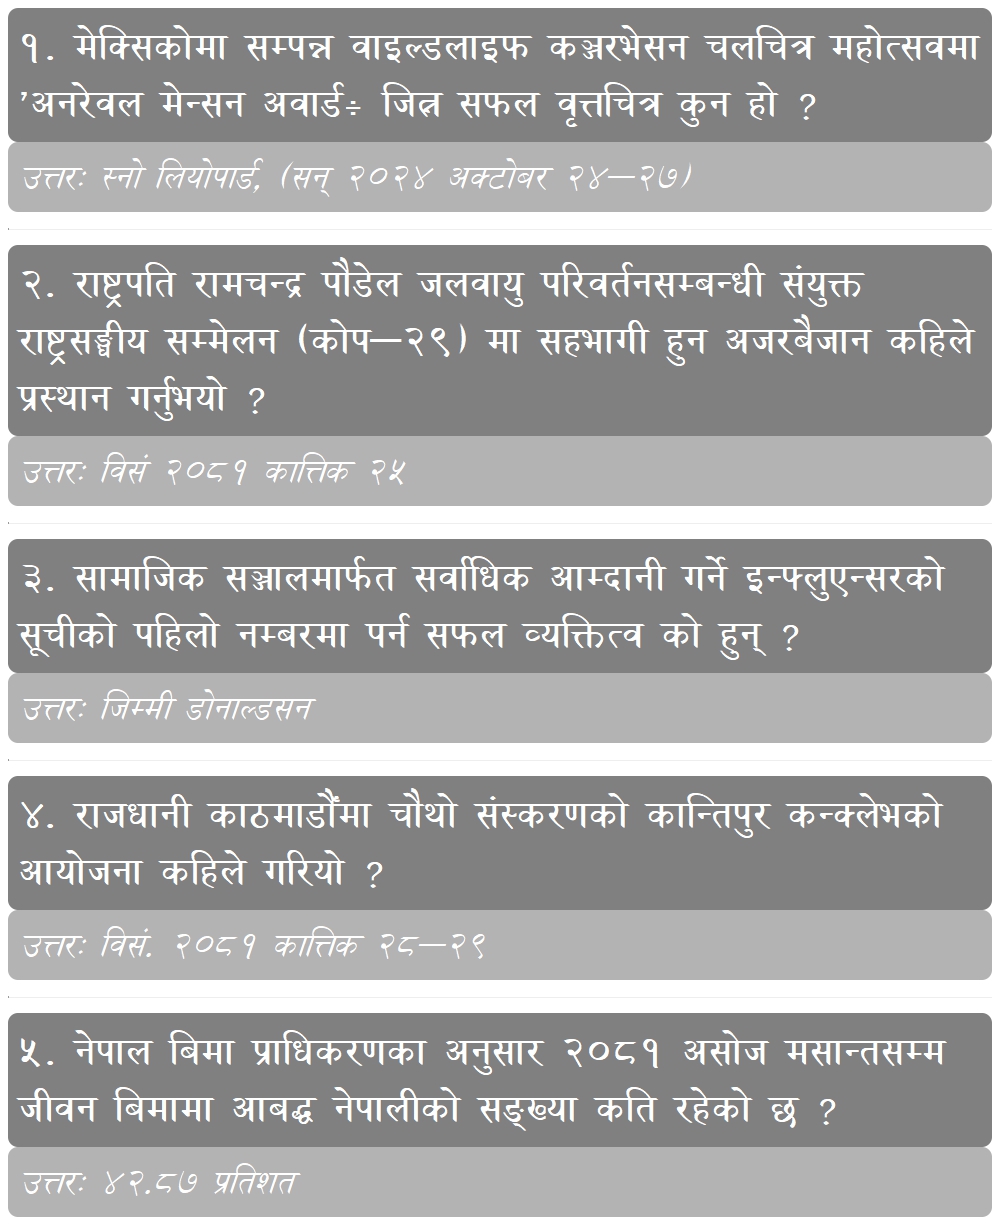 १. मेक्सिकोमा सम्पन्न वाइल्डलाइफ कञ्जरभेसन चलचित्र महोत्सवमा
’अनरेवल मेन्सन अवार्ड÷ जित्न सफल वृत्तचित्र कुन हो ?
उत्तरः स्नो लियोपार्ड, (सन् २०२४ अक्टोबर २४—२७)
२. राष्ट्रपति रामचन्द्र पौडेल जलवायु परिवर्तनसम्बन्धी संयुक्त
राष्ट्रसङ्घीय सम्मेलन (कोप—२९) मा सहभागी हुन अजरबैजान कहिले
प्रस्थान गर्नुभयो ?
उत्तरः विसं २०८१ कात्तिक २५
३. सामाजिक सञ्जालमार्फत सर्वाधिक आम्दानी गर्ने इन्फ्लुएन्सरको
सूचीको पहिलो नम्बरमा पर्न सफल व्यक्तित्व को हुन् ?
उत्तरः जिम्मी डोनाल्डसन
४. राजधानी काठमाडौँमा चौथो संस्करणको कान्तिपुर कन्क्लेभको
आयोजना कहिले गरियो ?
उत्तरः विसं. २०८१ कात्तिक २८—२९
५. नेपाल बिमा प्राधिकरणका अनुसार २०८१ असोज मसान्तसम्म
जीवन बिमामा आबद्ध नेपालीको सङ्ख्या कति रहेको छ ?
उत्तरः ४२.८७ प्रतिशत